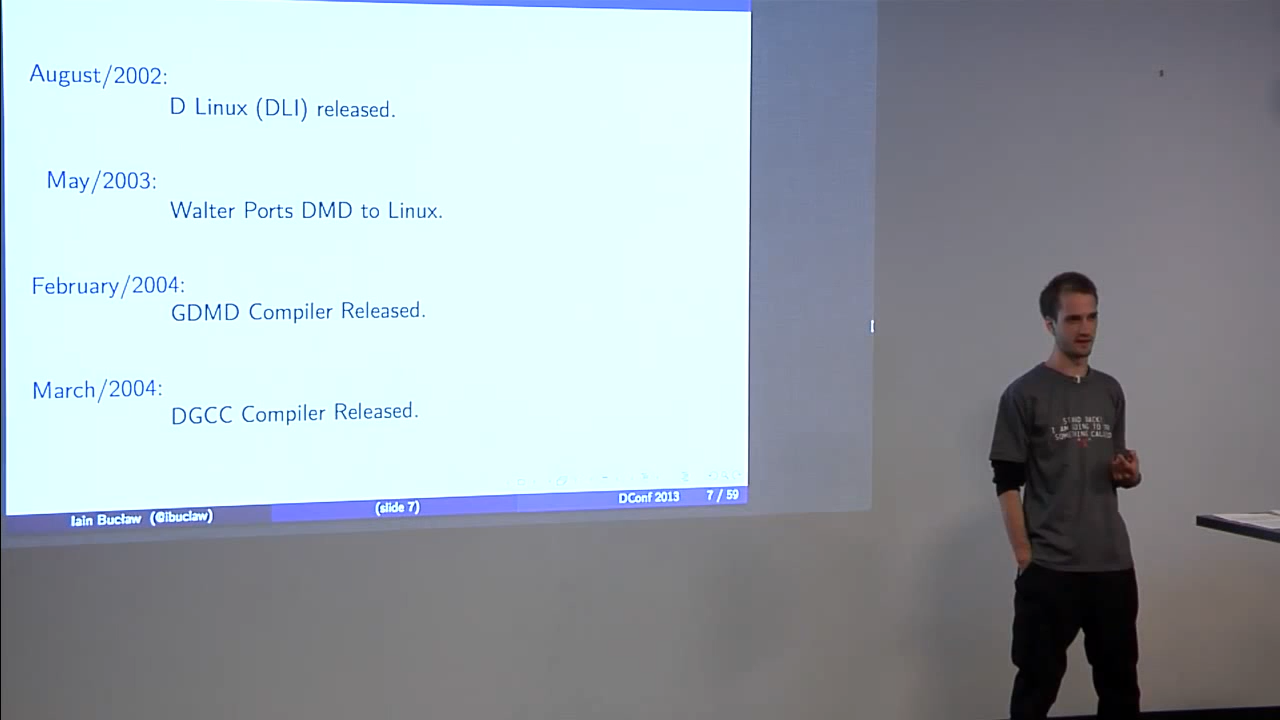 August/2002:
D Linux (DLI) released.
May/2003:
Walter Ports DMD to Linux.
February/2004:
GDMD Compiler Released.
March/2004:
DGCC Compiler Released.
Iain Bucław (@ibuclaw) (slide 7) DConf 2013 7 / 59
STAND BACK!
I AM GOING TO TRY
SOMETHING CALLED